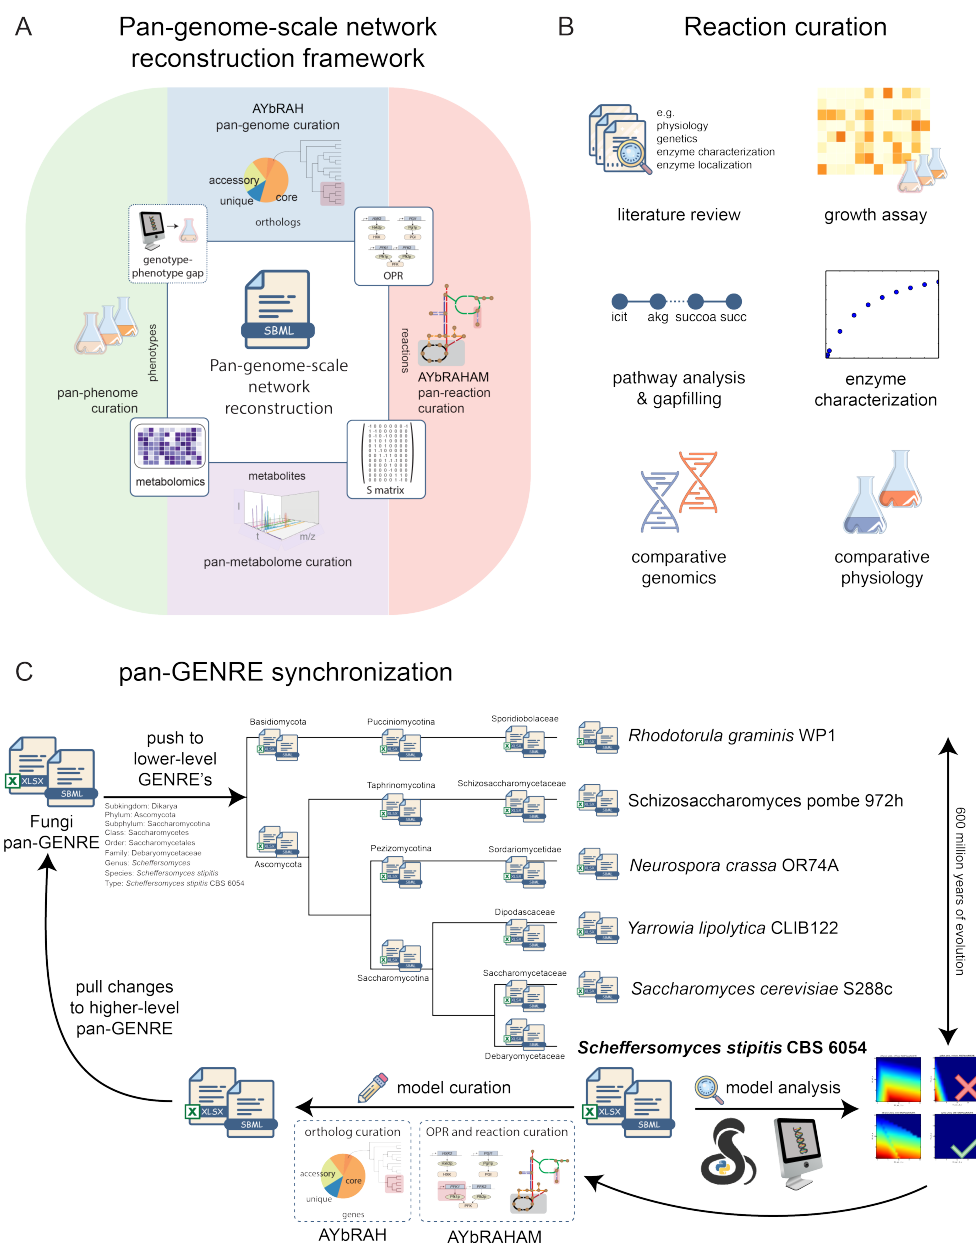 A
Pan-genome-scale network
reconstruction framework
AYbRAH
pan-genome curation
accessory
unique
core
orthologs
genotype-
phenotype gap
OPR
SBML
Pan-genome-scale
network
reconstruction
phenotypes
reactions
pan-phenome
curation
AYbRAHAM
pan-reaction
curation
metabolomics
metabolites
S matrix
I
t
m/z
pan-metabolome curation
B
Reaction curation
e.g.
physiology
genetics
enzyme characterization
enzyme localization
literature review
growth assay
icit
akg
succoa
succ
pathway analysis
& gapfilling
enzyme
characterization
comparative
genomics
comparative
physiology
C
pan-GENRE synchronization
XLSX
SBML
Fungi
pan-GENRE
push to
lower-level
GENRE's
Subkingdom: Dikarya
Phylum: Ascomycota
Subphylum: Saccharomycotina
Class: Saccharomycetes
Order: Saccharomycetales
Family: Debaryomycetaceae
Genus: Scheffersomyces
Species: Scheffersomyces stipitis
Type: Scheffersomyces stipitis CBS 6054
Basidiomycota
Pucciniomycotina
Sporidiobolaceae
Rhodotorula graminis WP1
Taphrinomycotina
Schizosaccharomycetaceae
Schizosaccharomyces pombe 972h
Ascomycota
Pezizomycotina
Sordariomycetidae
Neurospora crassa OR74A
Dipodascaceae
Yarrowia lipolytica CLIB122
Saccharomycotina
Saccharomycetaceae
Saccharomyces cerevisiae S288c
Debaryomycetaceae
Scheffersomyces stipitis CBS 6054
600 million years of evolution
pull changes
to higher-level
pan-GENRE
XLSX
SBML
model curation
XLSX
SBML
model analysis
ortholog curation
accessory
unique
core
genes
AYbRAH
OPR and reaction curation
AYbRAHAM